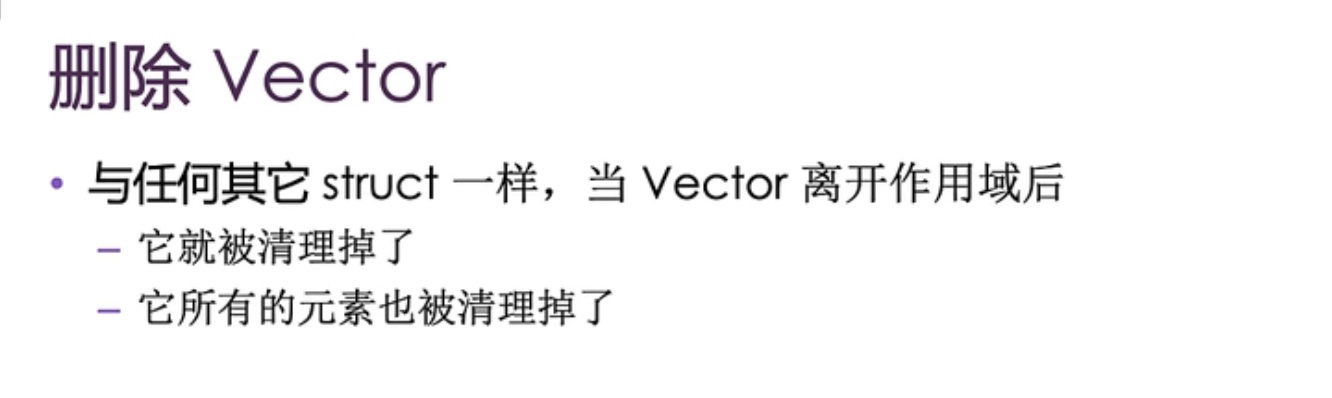 删除 Vector
• 与任何其它 struct 一样，当 Vector 离开作用域后
– 它就被清理掉了
– 它所有的元素也被清理掉了